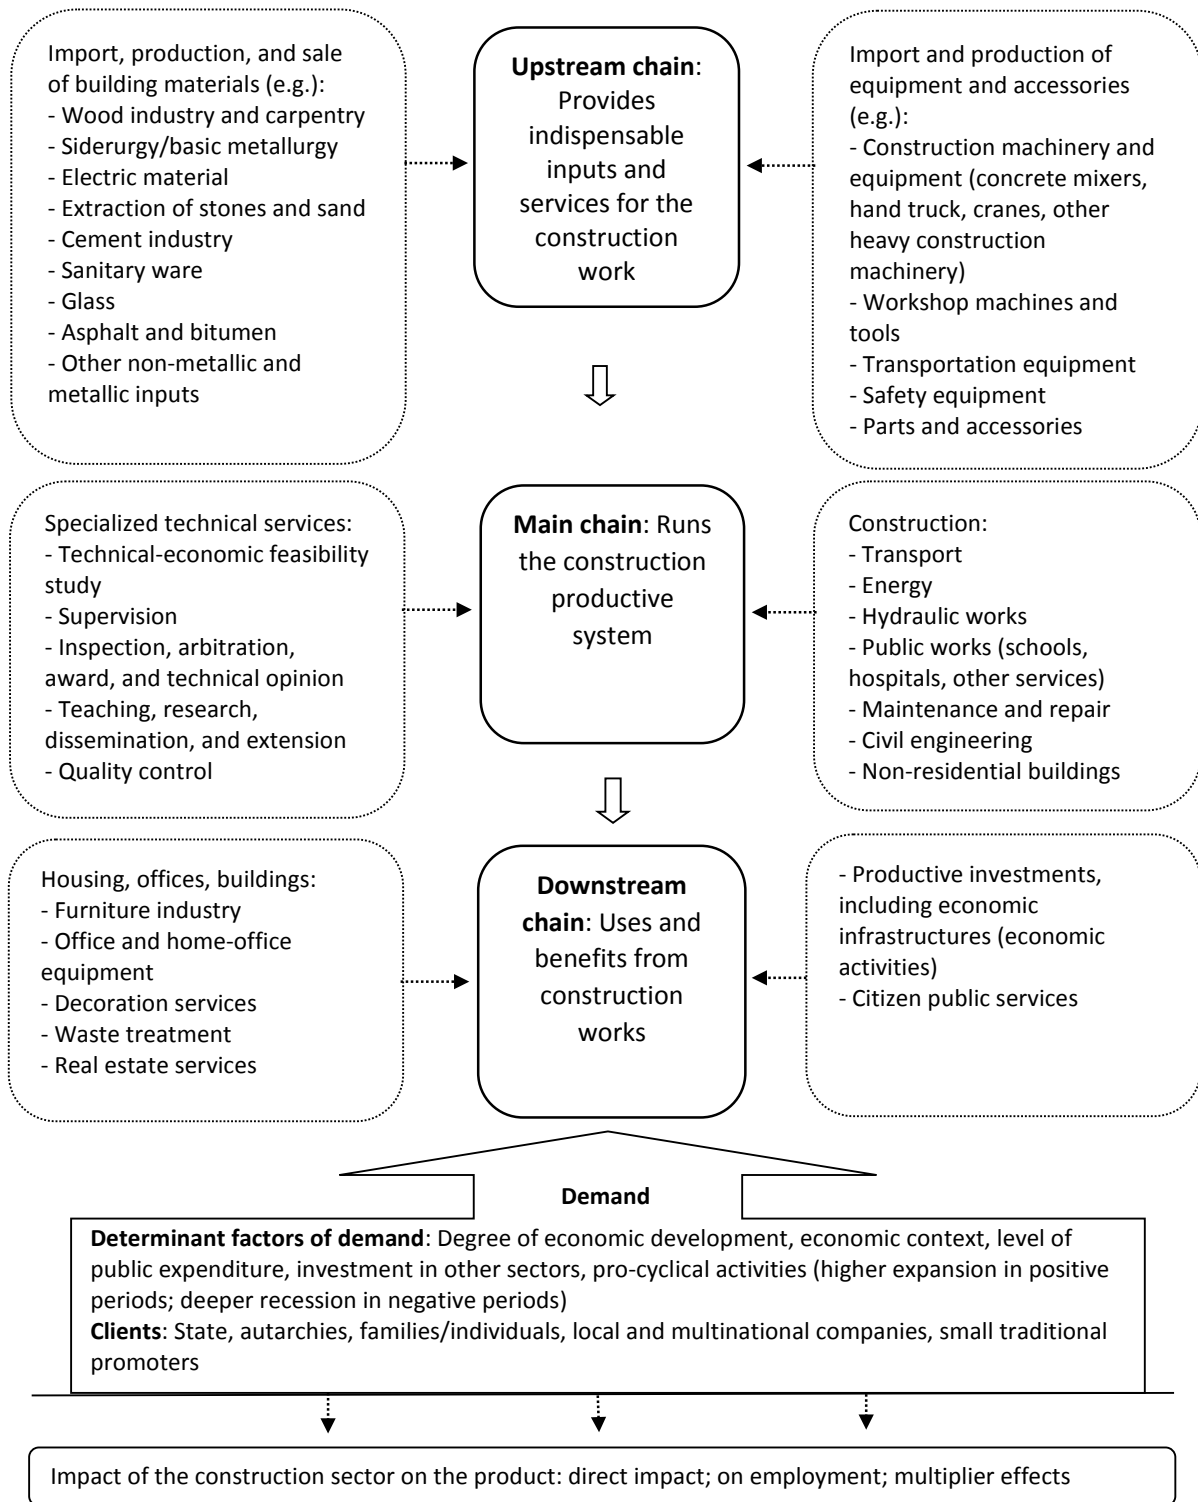 Import, production, and sale
of building materials (e.g.):
- Wood industry and carpentry
- Siderurgy/basic metallurgy
- Electric material
- Extraction of stones and sand
- Cement industry
- Sanitary ware
- Glass
- Asphalt and bitumen
- Other non-metallic and
metallic inputs
Upstream chain:
Provides
indispensable
inputs and
services for the
construction
work
Import and production of
equipment and accessories
(e.g.):
- Construction machinery and
equipment (concrete mixers,
hand truck, cranes, other
heavy construction
machinery)
- Workshop machines and
tools
- Transportation equipment
- Safety equipment
- Parts and accessories
Specialized technical services:
- Technical-economic feasibility
study
- Supervision
- Inspection, arbitration,
award, and technical opinion
- Teaching, research,
dissemination, and extension
- Quality control
Main chain: Runs
the construction
productive
system
Construction:
- Transport
- Energy
- Hydraulic works
- Public works (schools,
hospitals, other services)
- Maintenance and repair
- Civil engineering
- Non-residential buildings
Housing, offices, buildings:
- Furniture industry
- Office and home-office
equipment
- Decoration services
- Waste treatment
- Real estate services
Downstream
chain: Uses and
benefits from
construction
works
- Productive investments,
including economic
infrastructures (economic
activities)
- Citizen public services
Demand
Determinant factors of demand: Degree of economic development, economic context, level of
public expenditure, investment in other sectors, pro-cyclical activities (higher expansion in positive
periods; deeper recession in negative periods)
Clients: State, autarchies, families/individuals, local and multinational companies, small traditional
promoters
Impact of the construction sector on the product: direct impact; on employment; multiplier effects